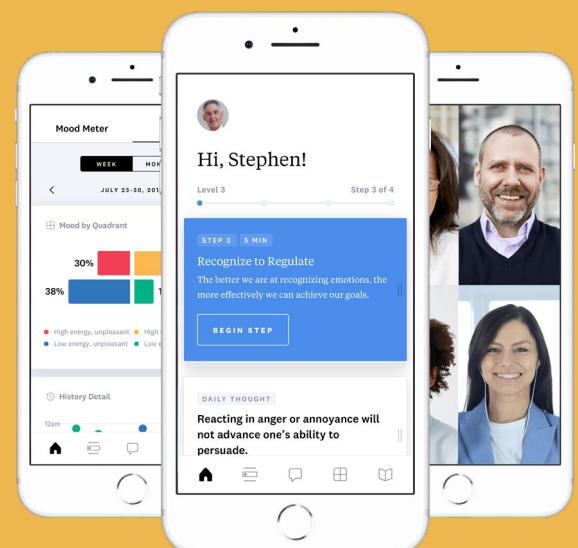 Mood Meter
WEEK
JULY 23-30, 201
Mood by Quadrant
30%
38%
High energy, unpleasant
Low energy, unpleasant
History Detail
12am
Hi, Stephen!
Level 3 Step 3 of 4
STEP 3 5 MIN
Recognize to Regulate
The better we are at recognizing emotions, the
more effectively we can achieve our goals.
BEGIN STEP
DAILY THOUGHT
Reacting in anger or annoyance will
not advance one's ability to
persuade.